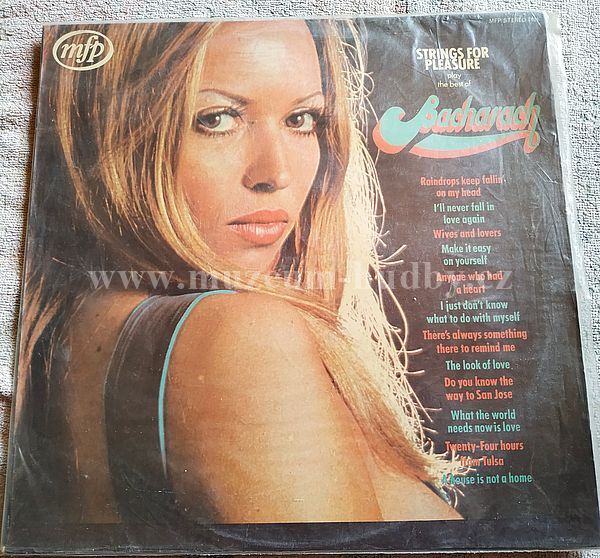 mfp
MFP STEREO
STRINGS FOR
PLEASURE
play
the best of
Bacharach
Raindrops keep fallin'
on my head
I'll never fall in
love again
Wives and lovers
Make it easy
on yourself
Anyone who had
a heart
I just don't know
what to do with myself
There's always something
there to remind me
The look of love
Do you know the
way to San Jose
What the world
needs now is love
Twenty-Four hours
from Tulsa
A house is not a home